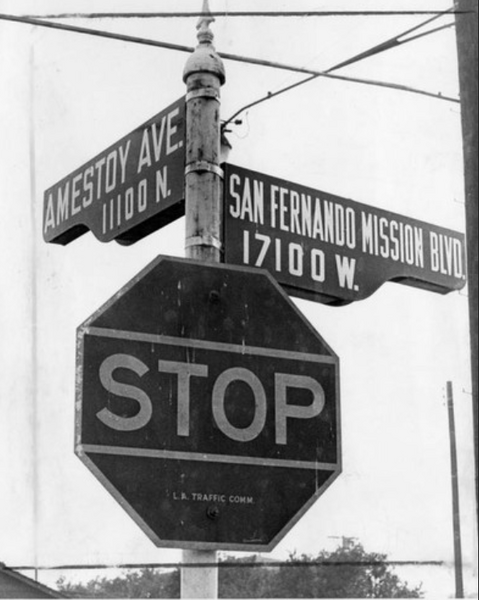 AMESTOY AVE.
11100 N.
SAN FERNANDO MISSION BLVD.
17100 W.
STOP
L.A. TRAFFIC COMM.